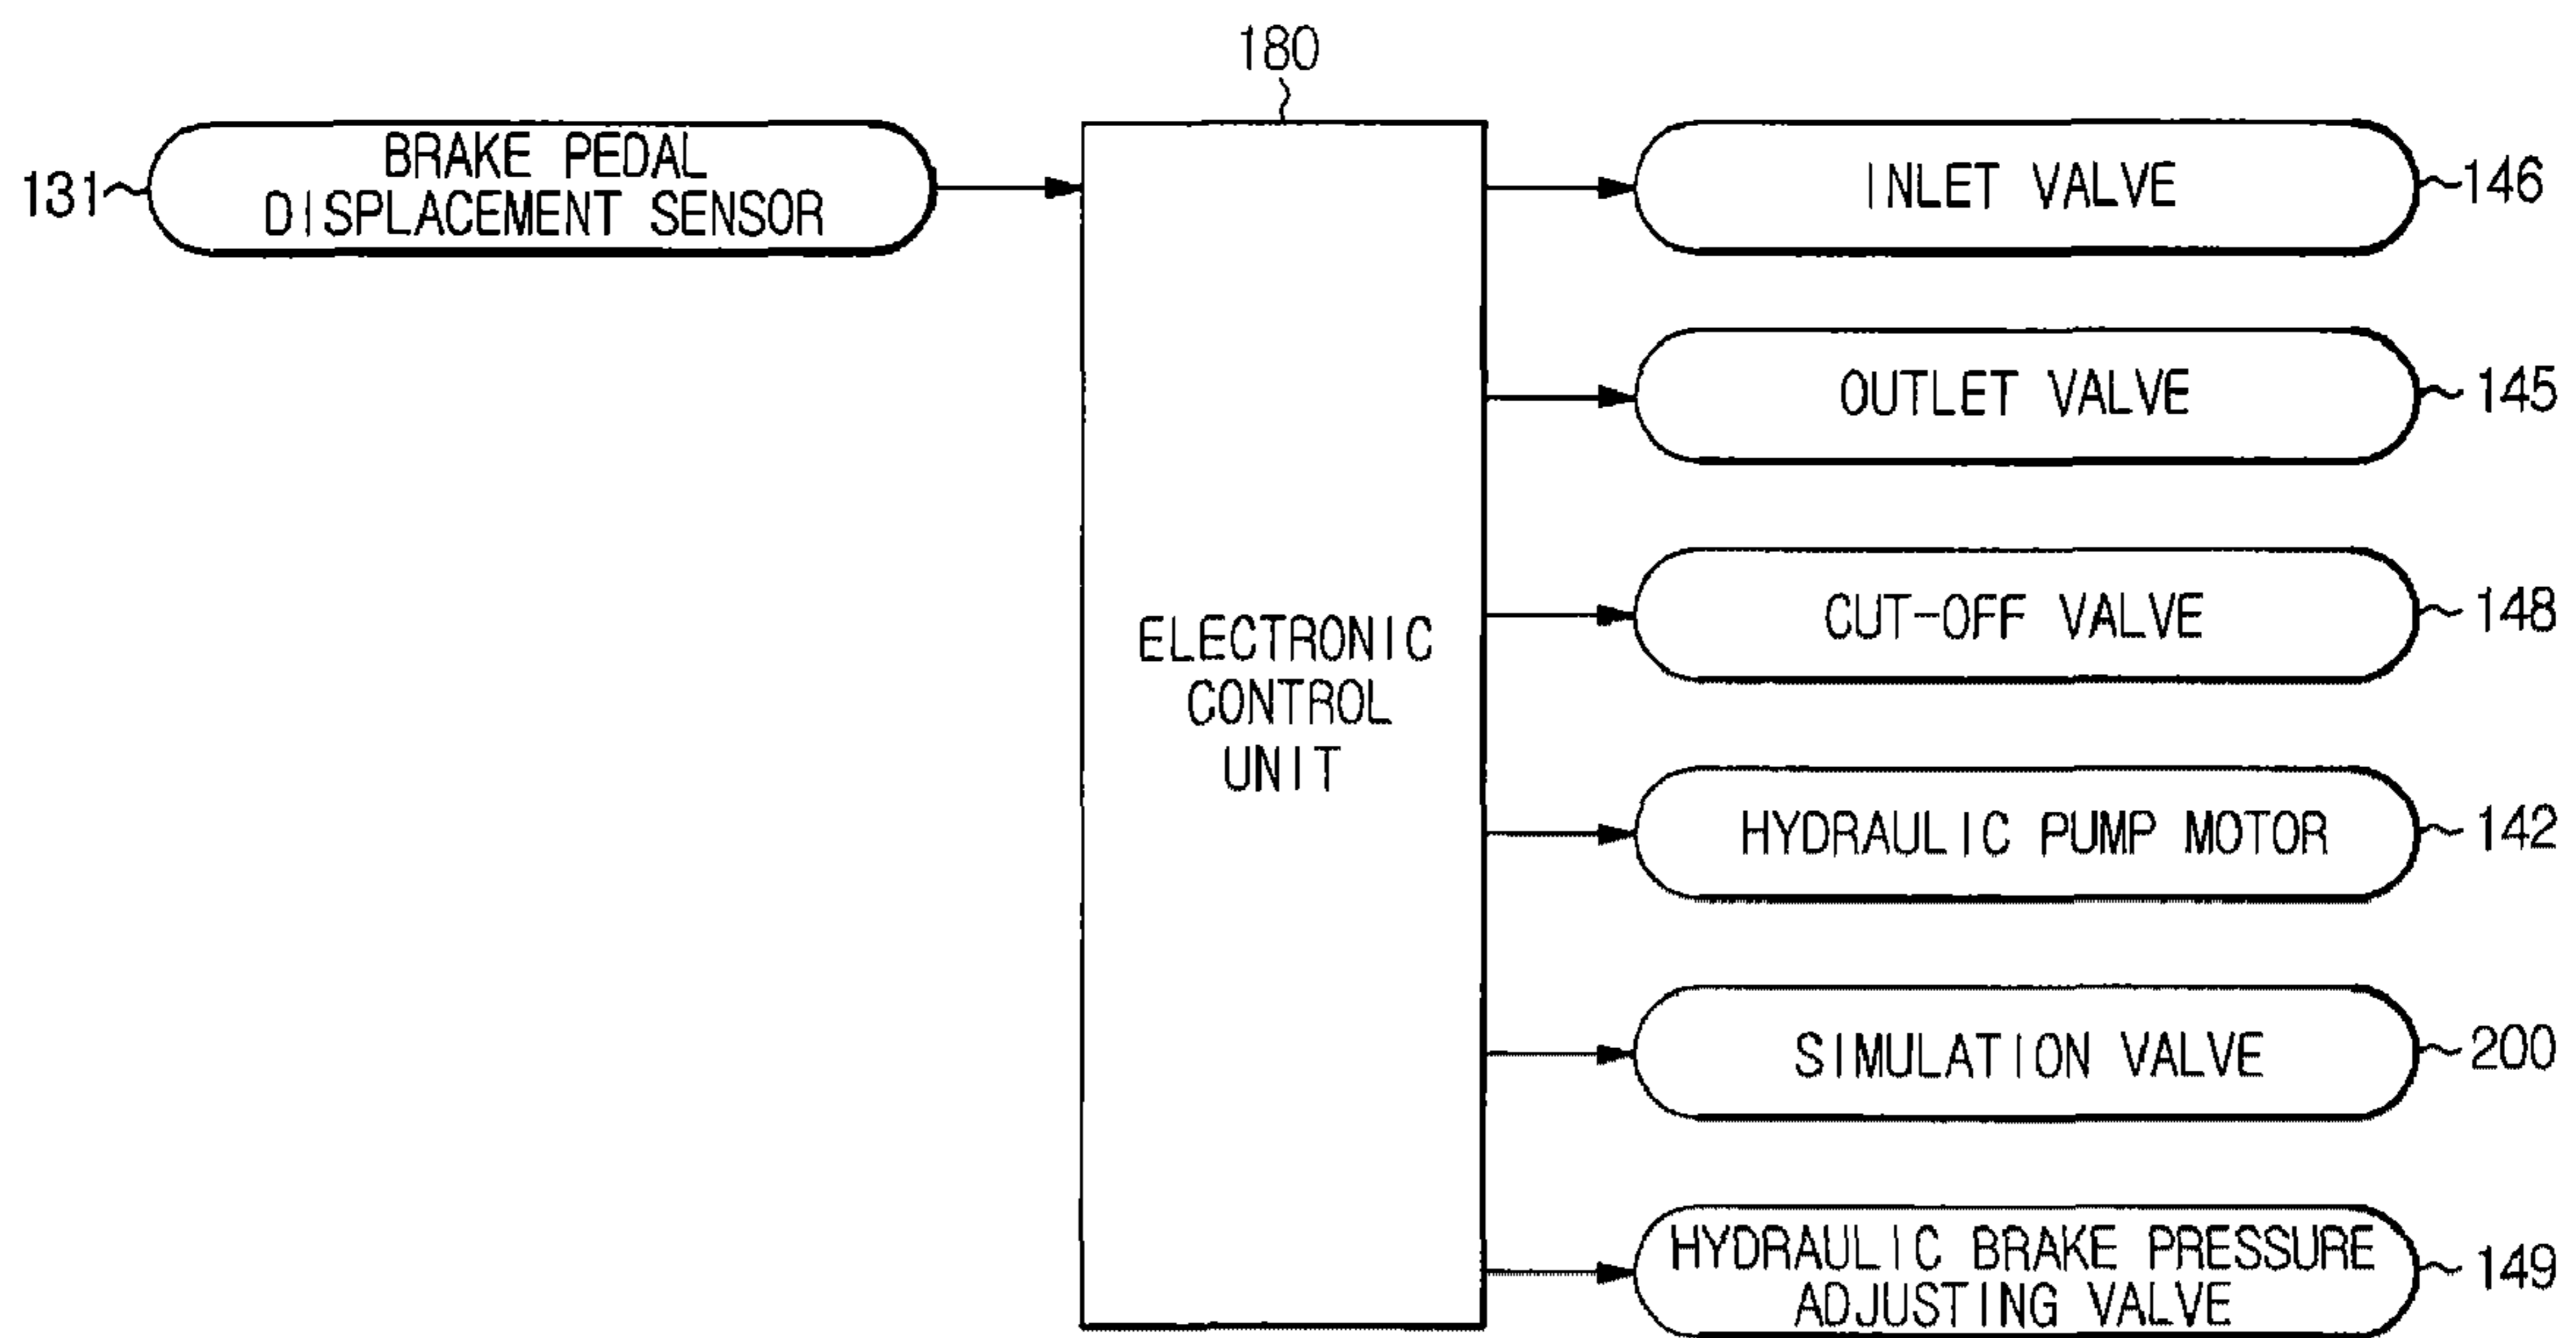 180
131
BRAKE PEDAL
DISPLACEMENT SENSOR
INLET VALVE
146
OUTLET VALVE
145
ELECTRONIC
CONTROL
UNIT
CUT-OFF VALVE
148
HYDRAULIC PUMP MOTOR
142
SIMULATION VALVE
200
HYDRAULIC BRAKE PRESSURE
ADJUSTING VALVE
149